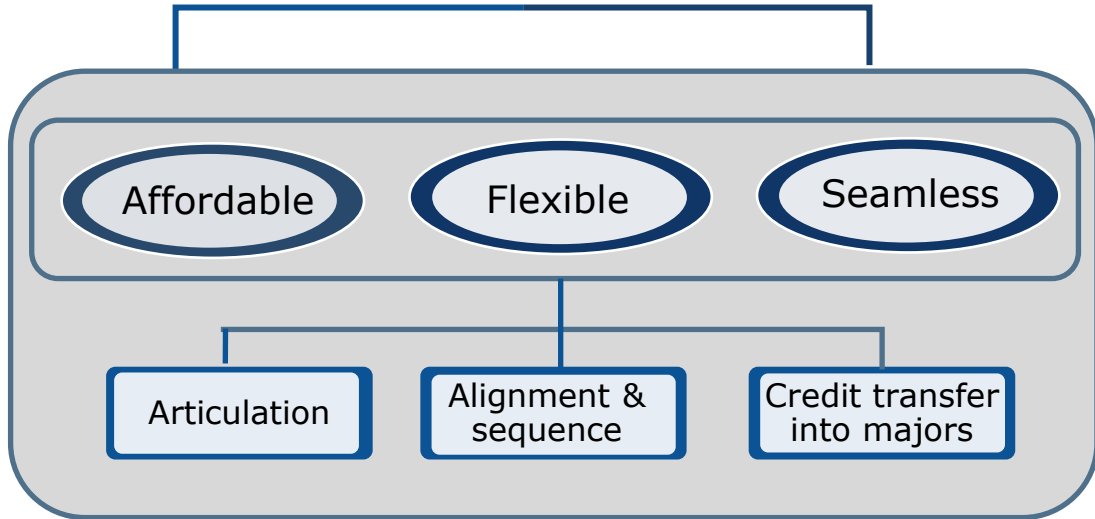 Affordable
Flexible
Seamless
Articulation
Alignment &
sequence
Credit transfer
into majors